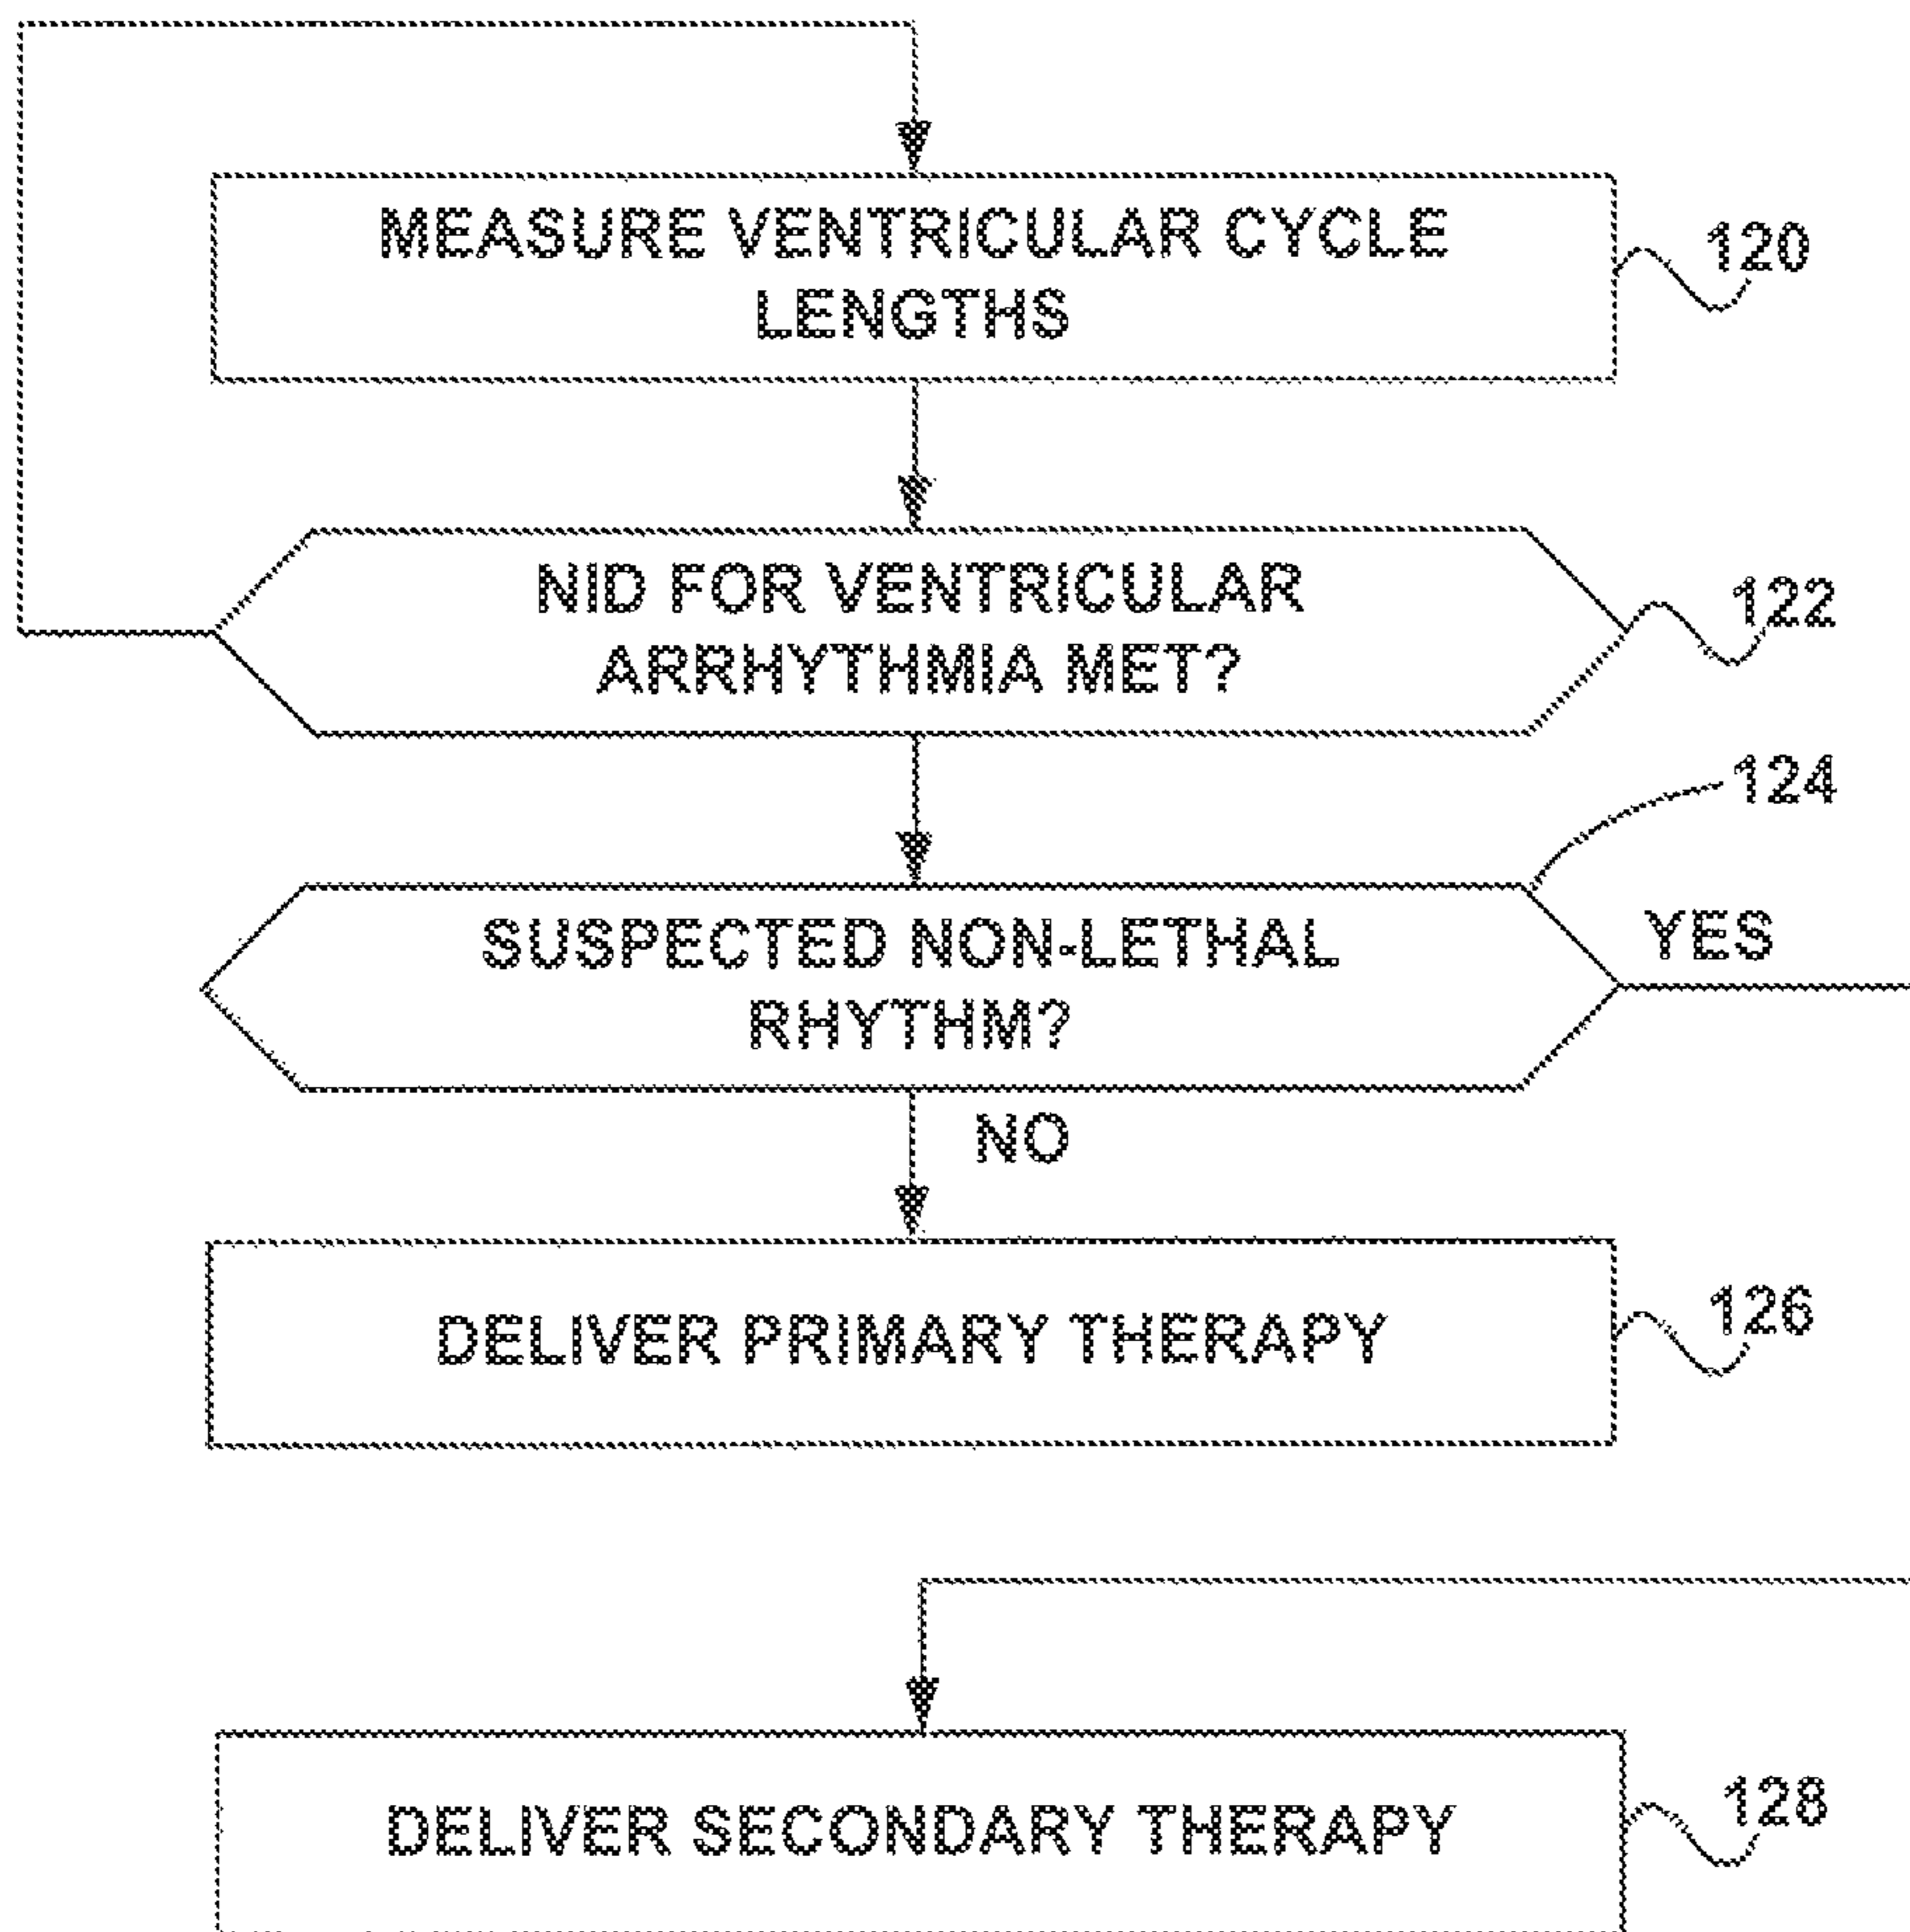 MEASURE VENTRICULAR CYCLE
LENGTHS
120
NID FOR VENTRICULAR
ARRHYTHMIA MET?
122
124
SUSPECTED NON-LETHAL
RHYTHM?
YES
NO
DELIVER PRIMARY THERAPY
126
DELIVER SECONDARY THERAPY
128